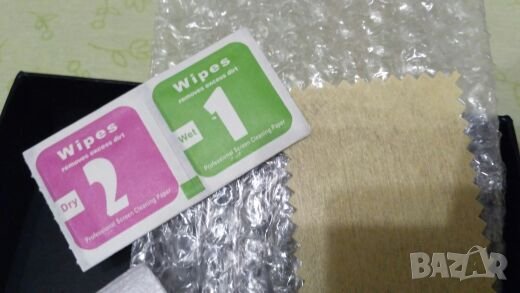 Wipes
removes excess dirt
Wet
-1
Professional Screen Cleaning Paper
Wipes
removes excess dirt
Dry
-2
Professional Screen Cleaning Paper
BAZAR